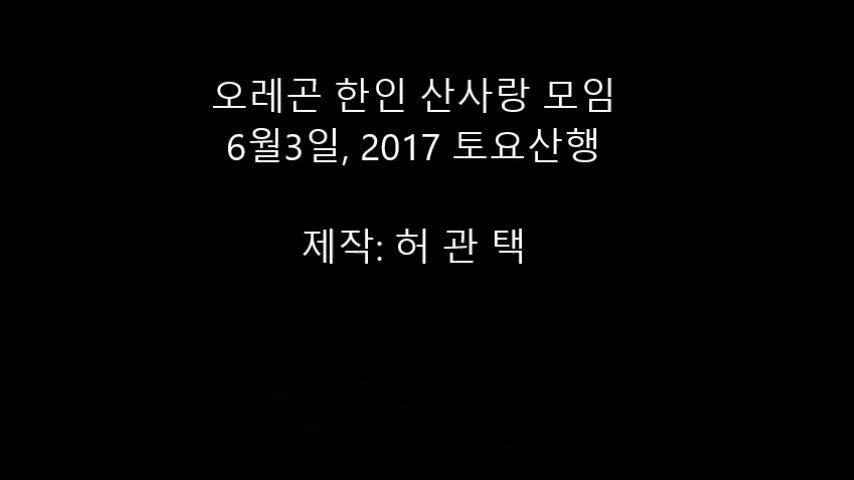 오레곤 한인 산사랑 모임
6월3일, 2017 토요산행
제작: 허 관 택